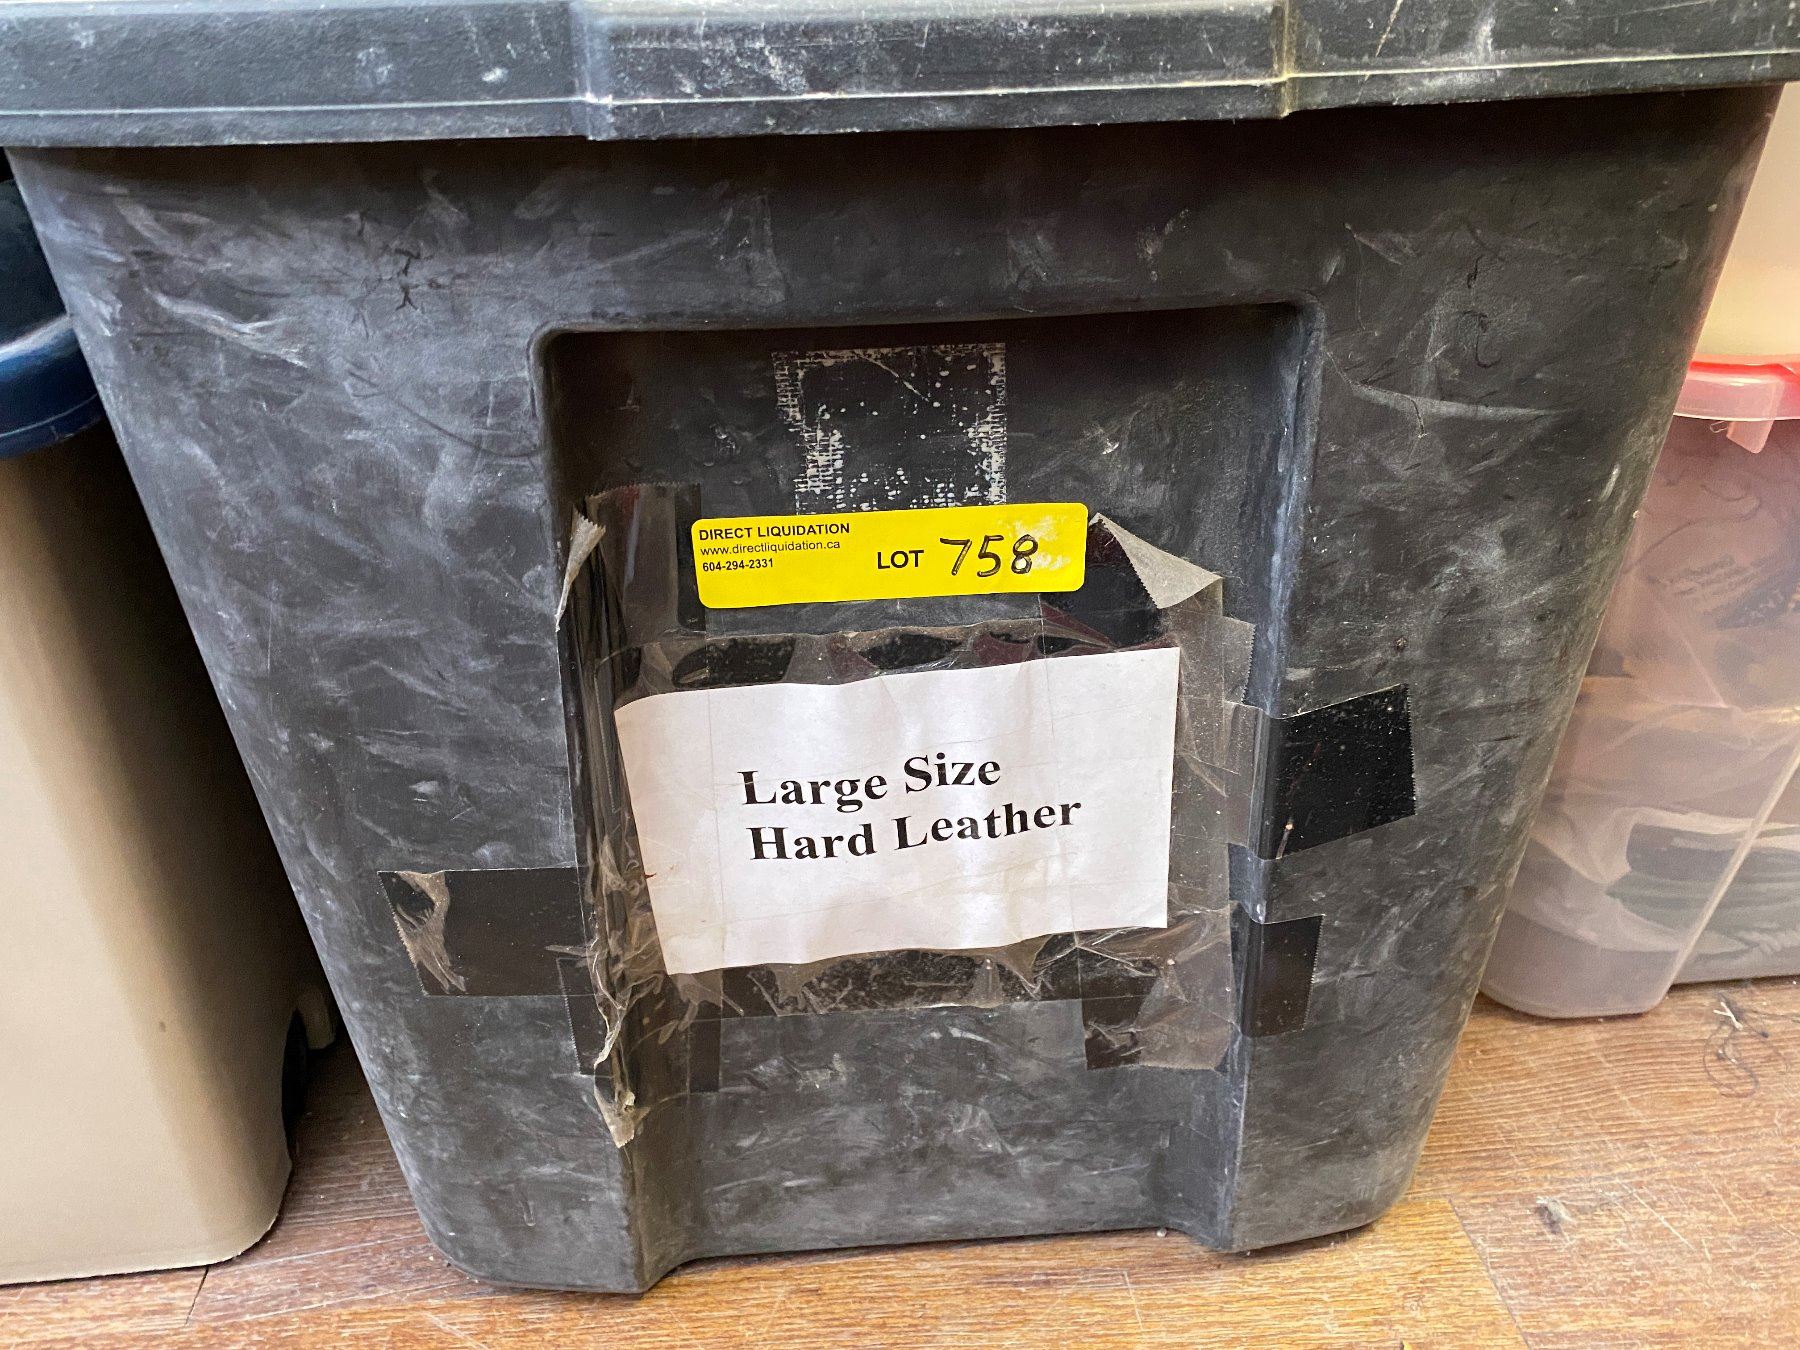 DIRECT LIQUIDATION
www.directliquidation.ca
604-294-2331
LOT 758
Large Size
Hard Leather